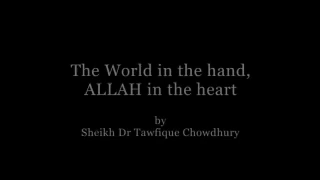 The World in the hand,
ALLAH in the heart
by
Sheikh Dr Tawfique Chowdhury